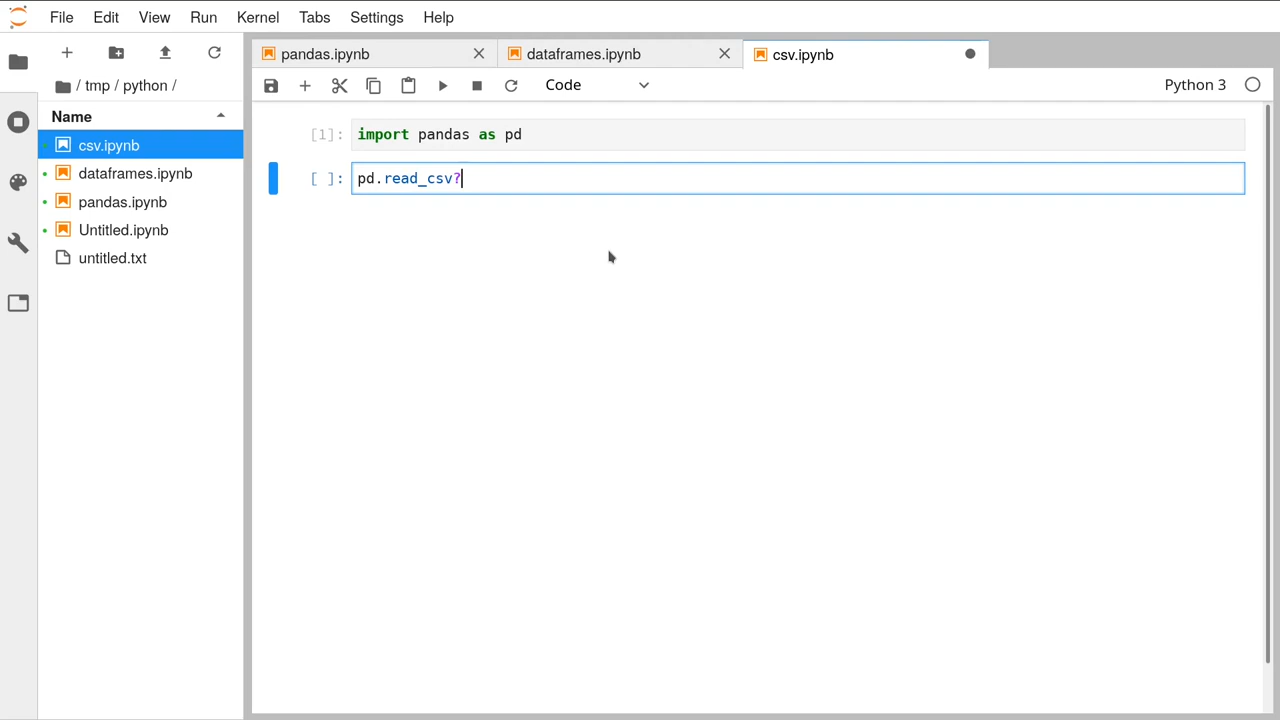 File Edit View Run Kernel Tabs Settings Help
/ tmp / python /
Name
csv.ipynb
dataframes.ipynb
pandas.ipynb
Untitled.ipynb
untitled.txt
pandas.ipynb dataframes.ipynb csv.ipynb
Code Python 3
[1]: import pandas as pd
[ ]: pd.read_csv?